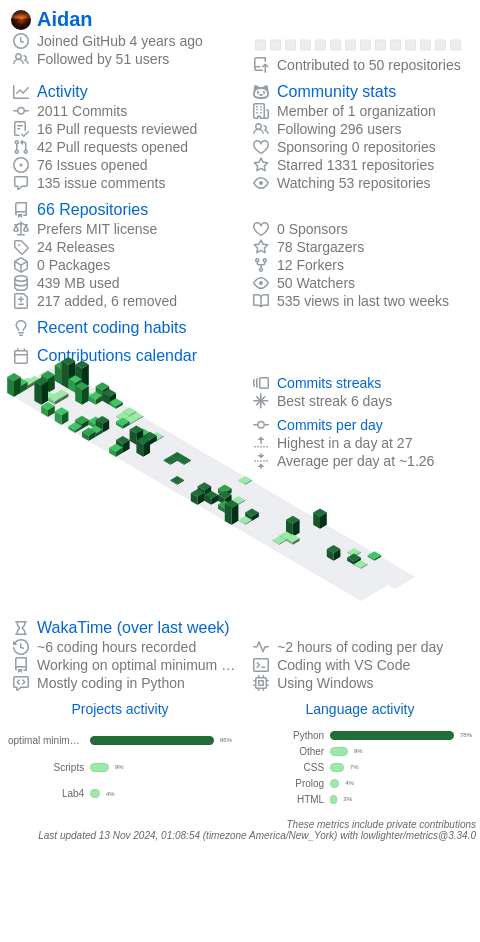 Aidan
Joined GitHub 4 years ago
Followed by 51 users
Contributed to 50 repositories
Activity
2011 Commits
16 Pull requests reviewed
42 Pull requests opened
76 Issues opened
135 issue comments
Community stats
Member of 1 organization
Following 296 users
Sponsoring 0 repositories
Starred 1331 repositories
Watching 53 repositories
66 Repositories
Prefers MIT license
24 Releases
0 Packages
439 MB used
217 added, 6 removed
0 Sponsors
78 Stargazers
12 Forkers
50 Watchers
535 views in last two weeks
Recent coding habits
Contributions calendar
Commits streaks
Best streak 6 days
Commits per day
Highest in a day at 27
Average per day at ~1.26
WakaTime (over last week)
~6 coding hours recorded
Working on optimal minimum …
Mostly coding in Python
~2 hours of coding per day
Coding with VS Code
Using Windows
Projects activity
optimal minim… 86%
Scripts 9%
Lab4 4%
Language activity
Python 78%
Other 9%
CSS 7%
Prolog 4%
HTML 3%
These metrics include private contributions
Last updated 13 Nov 2024, 01:08:54 (timezone America/New_York) with lowlighter/metrics@3.34.0